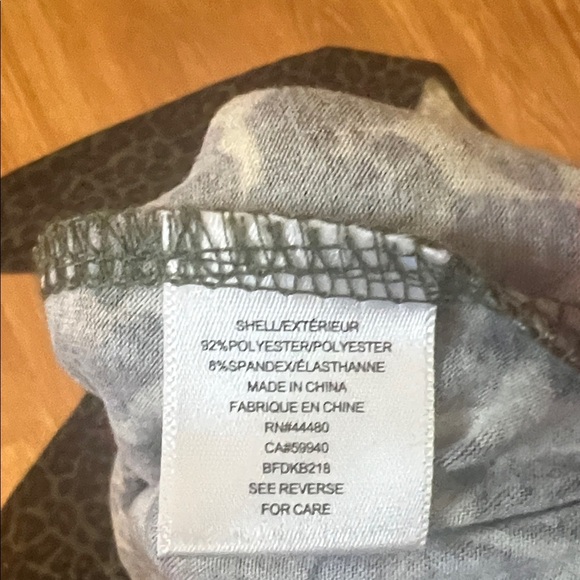 SHELL/EXTÉRIEUR
92%POLYESTER/POLYESTER
8%SPANDEX/ÉLASTHANNE
MADE IN CHINA
FABRIQUE EN CHINE
RN#44480
CA#59940
BFDKB218
SEE REVERSE
FOR CARE